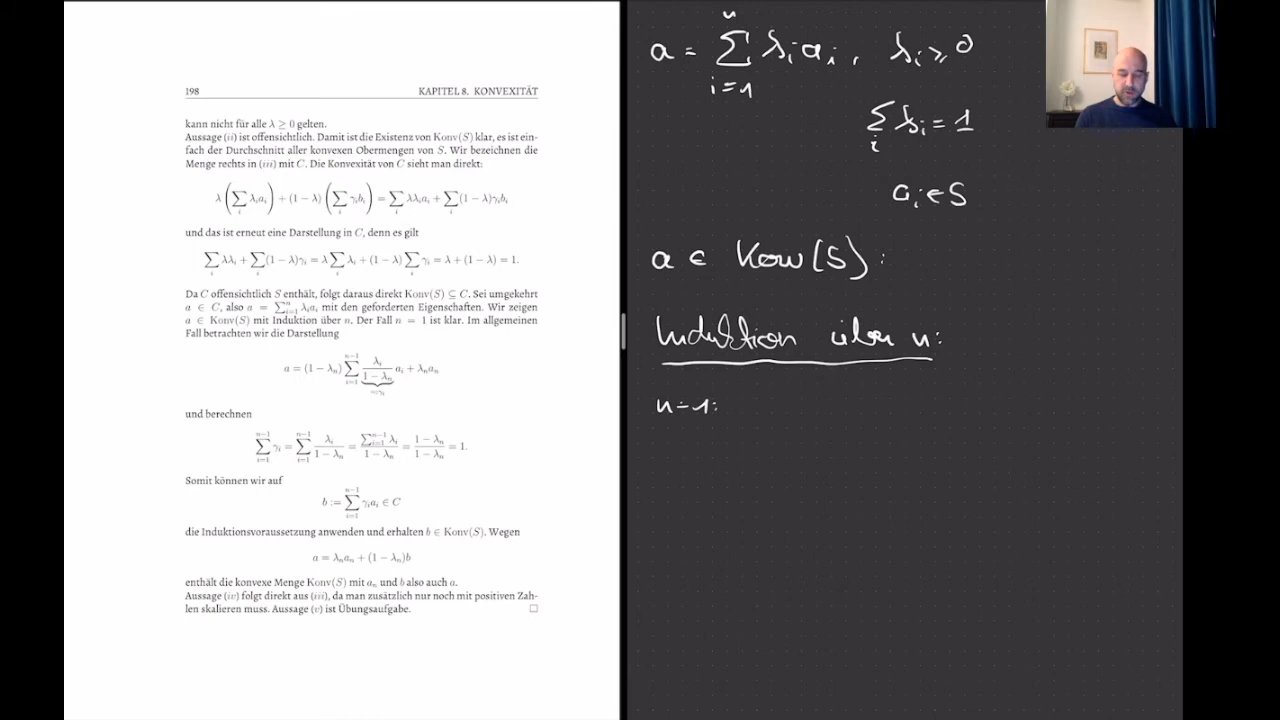 198 KAPITEL 8. KONVEXITÄT
kann nicht für alle λ ≥ 0 gelten.
Aussage (ii) ist offensichtlich. Damit ist die Existenz von Konv(S) klar, es ist ein-
fach der Durchschnitt aller konvexen Obermengen von S. Wir bezeichnen die
Menge rechts in (iii) mit C. Die Konvexität von C sieht man direkt:
λ (∑_i λ_i a_i) + (1 − λ) (∑_i γ_i b_i) = ∑_i λλ_i a_i + ∑_i (1 − λ)γ_i b_i,
und das ist erneut eine Darstellung in C, denn es gilt
∑_i λλ_i + ∑_i (1 − λ)γ_i = λ ∑_i λ_i + (1 − λ) ∑_i γ_i = λ + (1 − λ) = 1.
Da C offensichtlich S enthält, folgt daraus direkt Konv(S) ⊆ C. Sei umgekehrt
a ∈ C, also a = ∑_{i=1}^n λ_i a_i mit den geforderten Eigenschaften. Wir zeigen
a ∈ Konv(S) mit Induktion über n. Der Fall n = 1 ist klar. Im allgemeinen
Fall betrachten wir die Darstellung
a = (1 − λ_n) ∑_{i=1}^{n−1} λ_i/(1 − λ_n) a_i + λ_n a_n
=:γ_i
und berechnen
∑_{i=1}^{n−1} γ_i = ∑_{i=1}^{n−1} λ_i/(1 − λ_n) = (∑_{i=1}^{n−1} λ_i)/(1 − λ_n) = (1 − λ_n)/(1 − λ_n) = 1.
Somit können wir auf
b := ∑_{i=1}^{n−1} γ_i a_i ∈ C
die Induktionsvoraussetzung anwenden und erhalten b ∈ Konv(S). Wegen
a = λ_n a_n + (1 − λ_n)b
enthält die konvexe Menge Konv(S) mit a_n und b also auch a.
Aussage (iv) folgt direkt aus (iii), da man zusätzlich nur noch mit positiven Zah-
len skalieren muss. Aussage (v) ist Übungsaufgabe. □
a = ∑_{i=1}^n λ_i a_i, λ_i ≥ 0
∑_i λ_i = 1
a_i ∈ S
a ∈ Konv(S):
Induktion über n:
n=1: